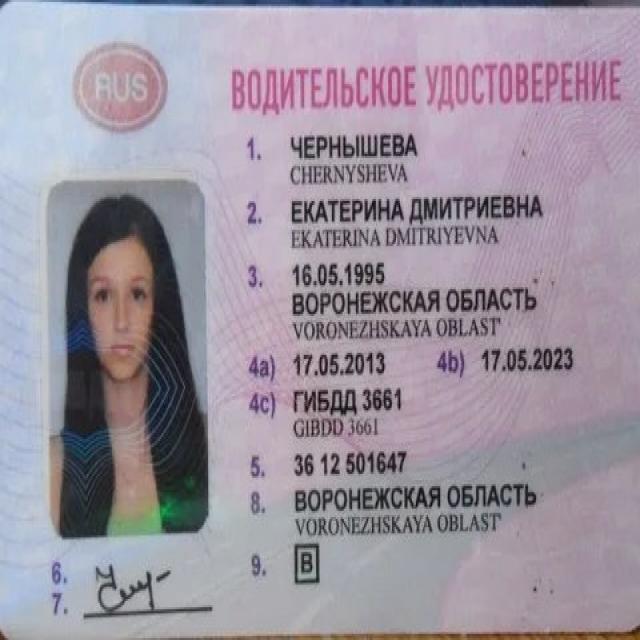 RUS
ВОДИТЕЛЬСКОЕ УДОСТОВЕРЕНИЕ
1. ЧЕРНЫШЕВА
CHERNYSHEVA
2. ЕКАТЕРИНА ДМИТРИЕВНА
EKATERINA DMITRIYEVNA
3. 16.05.1995
ВОРОНЕЖСКАЯ ОБЛАСТЬ
VORONEZHSKAYA OBLAST'
4a) 17.05.2013 4b) 17.05.2023
4c) ГИБДД 3661
GIBDD 3661
5. 36 12 501647
8. ВОРОНЕЖСКАЯ ОБЛАСТЬ
VORONEZHSKAYA OBLAST'
6.
7.
9. B